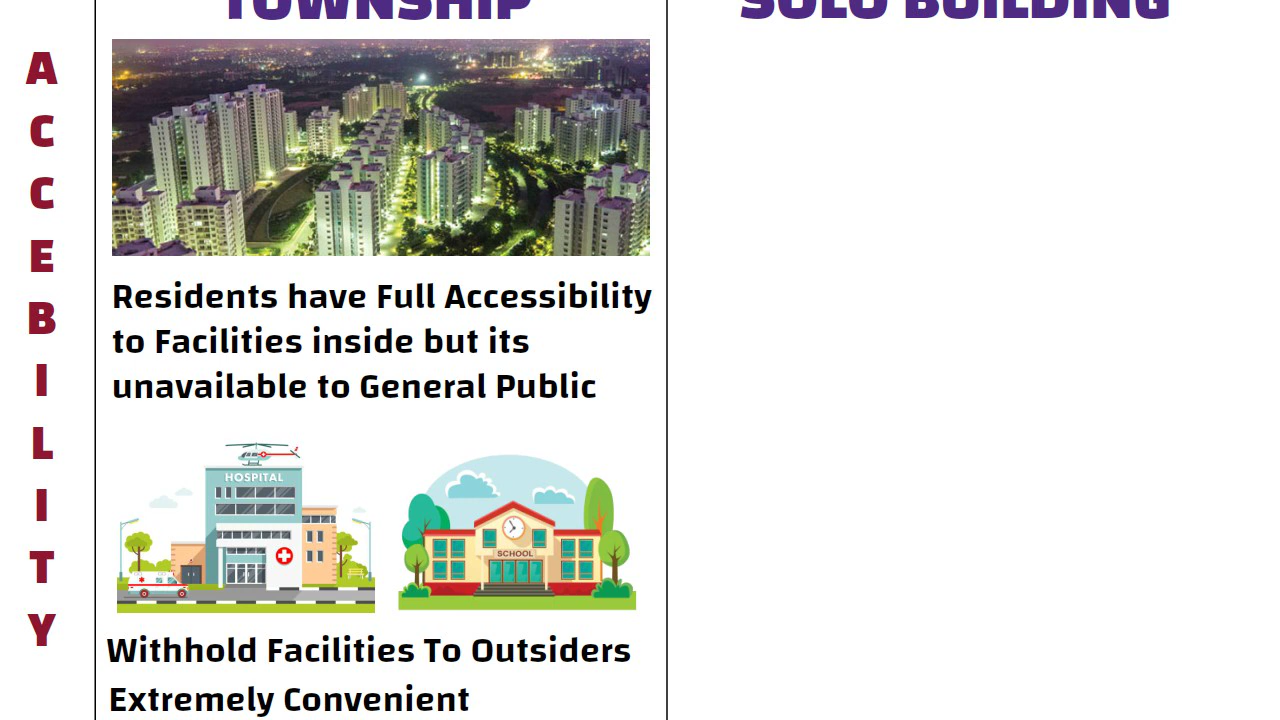 TOWNSHIP
SOLO BUILDING
A
C
C
E
B
I
L
I
T
Y
Residents have Full Accessibility
to Facilities inside but its
unavailable to General Public
HOSPITAL
SCHOOL
Withhold Facilities To Outsiders
Extremely Convenient